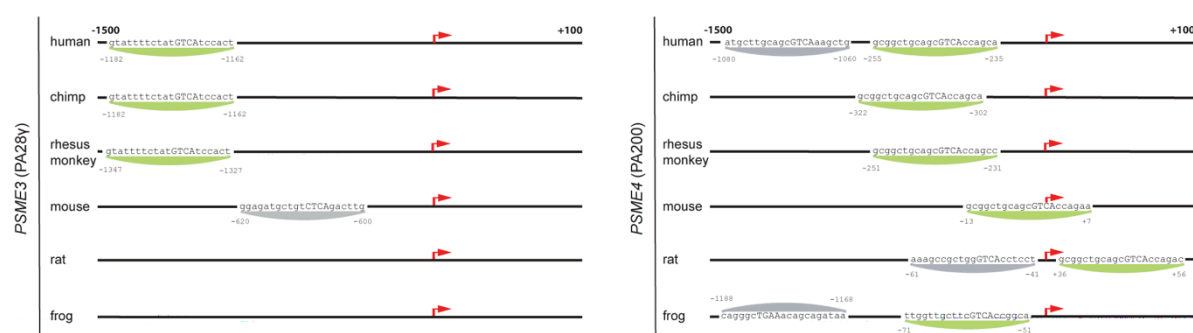 PSME3 (PA28γ)
-1500 +100
human gtattttctatGTCAtccact
-1182 -1162
chimp gtattttctatGTCAtccact
-1182 -1162
rhesus monkey gtattttctatGTCAtccact
-1347 -1327
mouse ggagatgctgtCTCAgacttg
-620 -600
rat
frog
PSME4 (PA200)
-1500 +100
human atgcttgcagcGTCAaagctg gcggctgcagcGTCAccagca
-1080 -1060 -255 -235
chimp gcggctgcagcGTCAccagca
-322 -302
rhesus monkey gcggctgcagcGTCAccagcc
-251 -231
mouse gcggctgcagcGTCAccagaa
-13 +7
rat aaagccgctggGTCAcctcct gcggctgcagcGTCAccagac
-61 -41 +36 +56
-1188 -1168
frog cagggcTGAAacagcagataa ttggttgcttcGTCAccggca
-71 -51